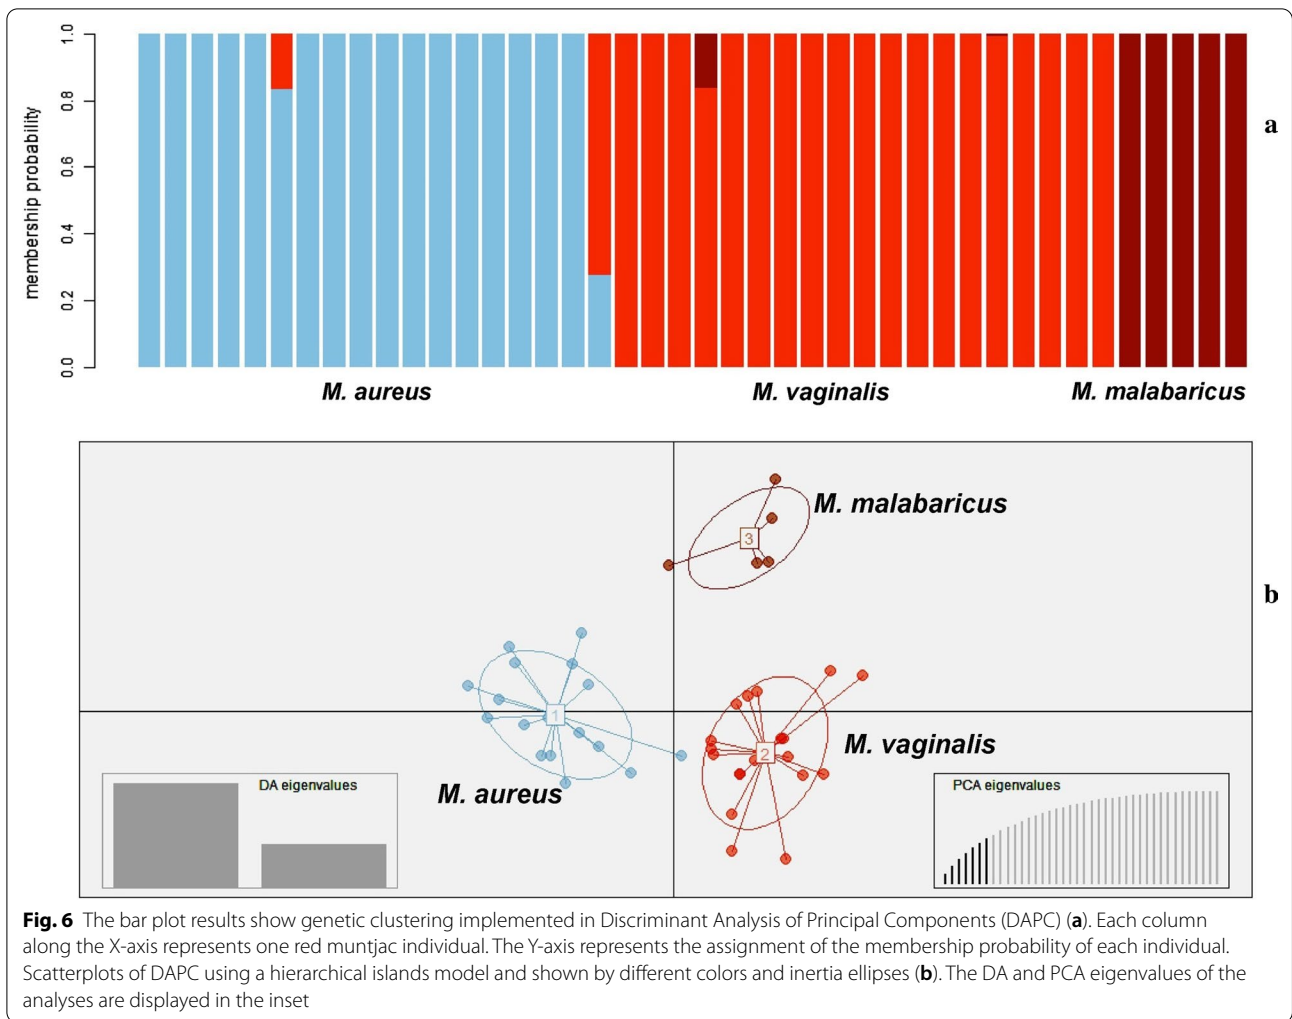 1.0
0.8
0.6
0.4
0.2
0.0
membership probability
a
M. aureus M. vaginalis M. malabaricus
M. malabaricus
3
b
1
M. vaginalis
2
M. aureus
DA eigenvalues
PCA eigenvalues
Fig. 6 The bar plot results show genetic clustering implemented in Discriminant Analysis of Principal Components (DAPC) (a). Each column
along the X-axis represents one red muntjac individual. The Y-axis represents the assignment of the membership probability of each individual.
Scatterplots of DAPC using a hierarchical islands model and shown by different colors and inertia ellipses (b). The DA and PCA eigenvalues of the
analyses are displayed in the inset